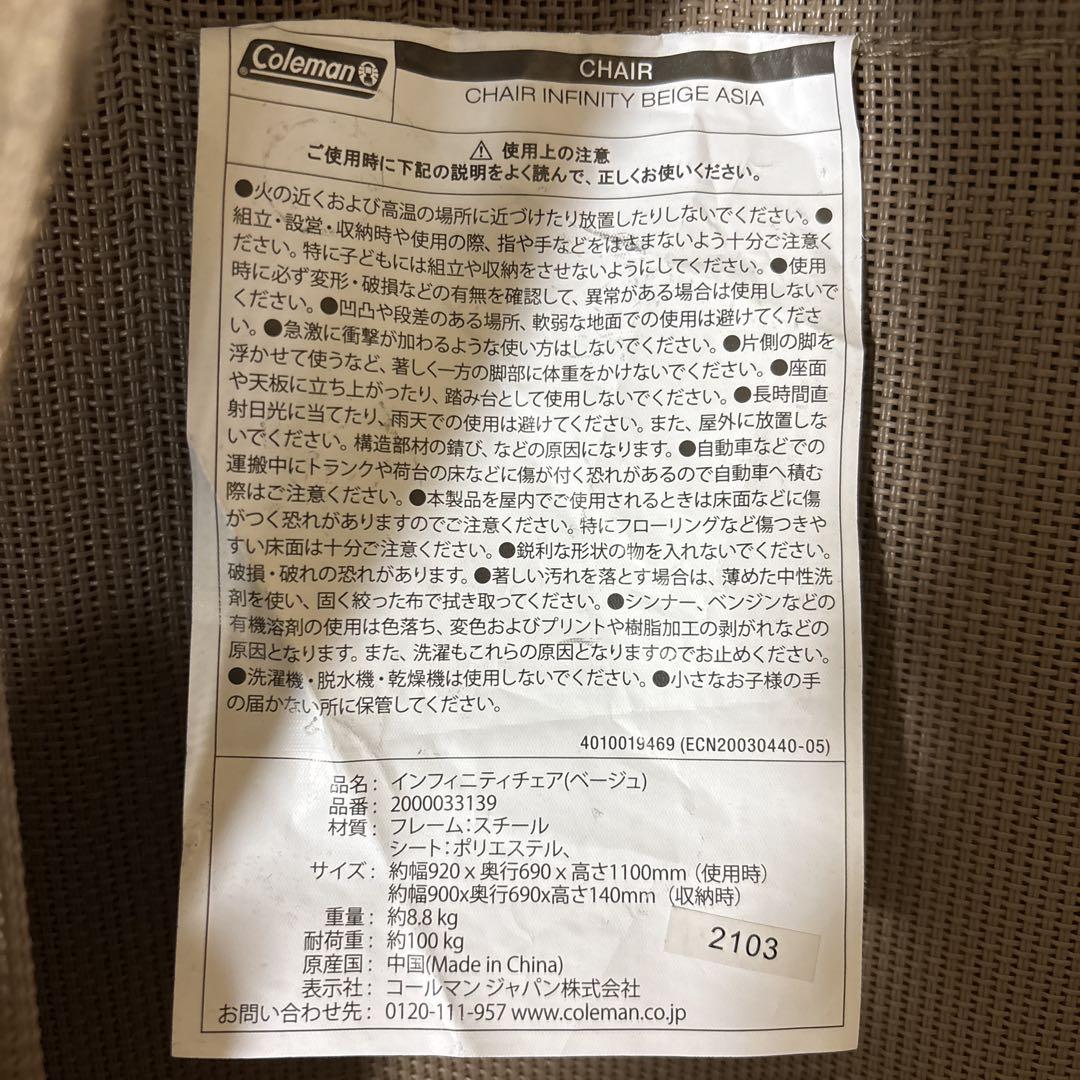 Coleman
CHAIR
CHAIR INFINITY BEIGE ASIA
⚠ 使用上の注意
ご使用時に下記の説明をよく読んで、正しくお使いください。
●火の近くおよび高温の場所に近づけたり放置したりしないでください。●
組立・設営・収納時や使用の際、指や手などをはさまないよう十分ご注意く
ださい。特に子どもには組立や収納をさせないようにしてください。●使用
時に必ず変形・破損などの有無を確認して、異常がある場合は使用しないで
ください。●凹凸や段差のある場所、軟弱な地面での使用は避けてくださ
い。●急激に衝撃が加わるような使い方はしないでください。●片側の脚を
浮かせて使うなど、著しく一方の脚部に体重をかけないでください。●座面
や天板に立ち上がったり、踏み台として使用しないでください。●長時間直
射日光に当てたり、雨天での使用は避けてください。また、屋外に放置しな
いでください。構造部材の錆び、などの原因になります。●自動車などでの
運搬中にトランクや荷台の床などに傷が付く恐れがあるので自動車へ積む
際はご注意ください。●本製品を屋内でご使用されるときは床面などに傷
がつく恐れがありますのでご注意ください。特にフローリングなど傷つきや
すい床面は十分ご注意ください。●鋭利な形状の物を入れないでください。
破損・破れの恐れがあります。●著しい汚れを落とす場合は、薄めた中性洗
剤を使い、固く絞った布で拭き取ってください。●シンナー、ベンジンなどの
有機溶剤の使用は色落ち、変色およびプリントや樹脂加工の剥がれなどの
原因となります。また、洗濯もこれらの原因となりますのでお止めください。
●洗濯機・脱水機・乾燥機は使用しないでください。●小さなお子様の手
の届かない所に保管してください。
4010019469 (ECN20030440-05)
品名: インフィニティチェア(ベージュ)
品番: 2000033139
材質: フレーム:スチール
シート:ポリエステル、
サイズ: 約幅920 x 奥行690 x 高さ1100mm (使用時)
約幅900x奥行690x高さ140mm (収納時)
重量: 約8.8 kg
耐荷重: 約100 kg
2103
原産国: 中国(Made in China)
表示社: コールマン ジャパン株式会社
お問い合わせ先: 0120-111-957 www.coleman.co.jp